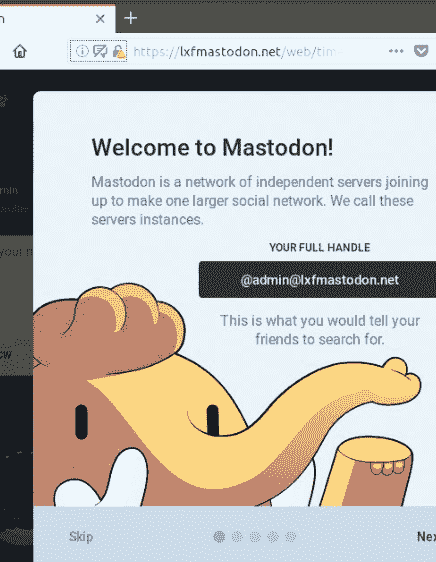 https://lxfmastodon.net/web/tim
Welcome to Mastodon!
Mastodon is a network of independent servers joining
up to make one larger social network. We call these
servers instances.
YOUR FULL HANDLE
@admin@lxfmastodon.net
This is what you would tell your
friends to search for.
Skip
Nex